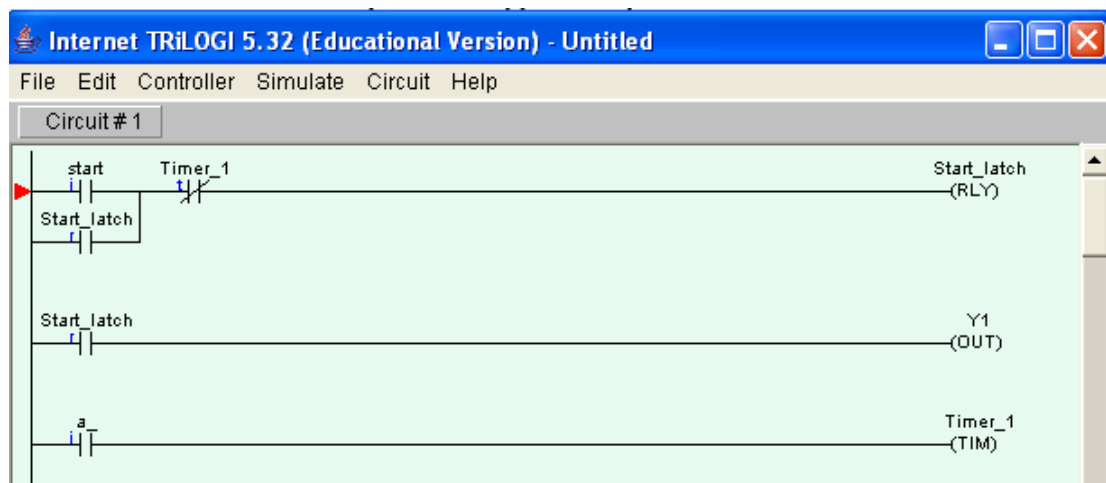 Internet TRiLOGI 5.32 (Educational Version) - Untitled
File Edit Controller Simulate Circuit Help
Circuit # 1
start Timer_1 Start_latch
i t (RLY)
Start_latch
r
Start_latch Y1
r (OUT)
a_ Timer_1
i (TIM)